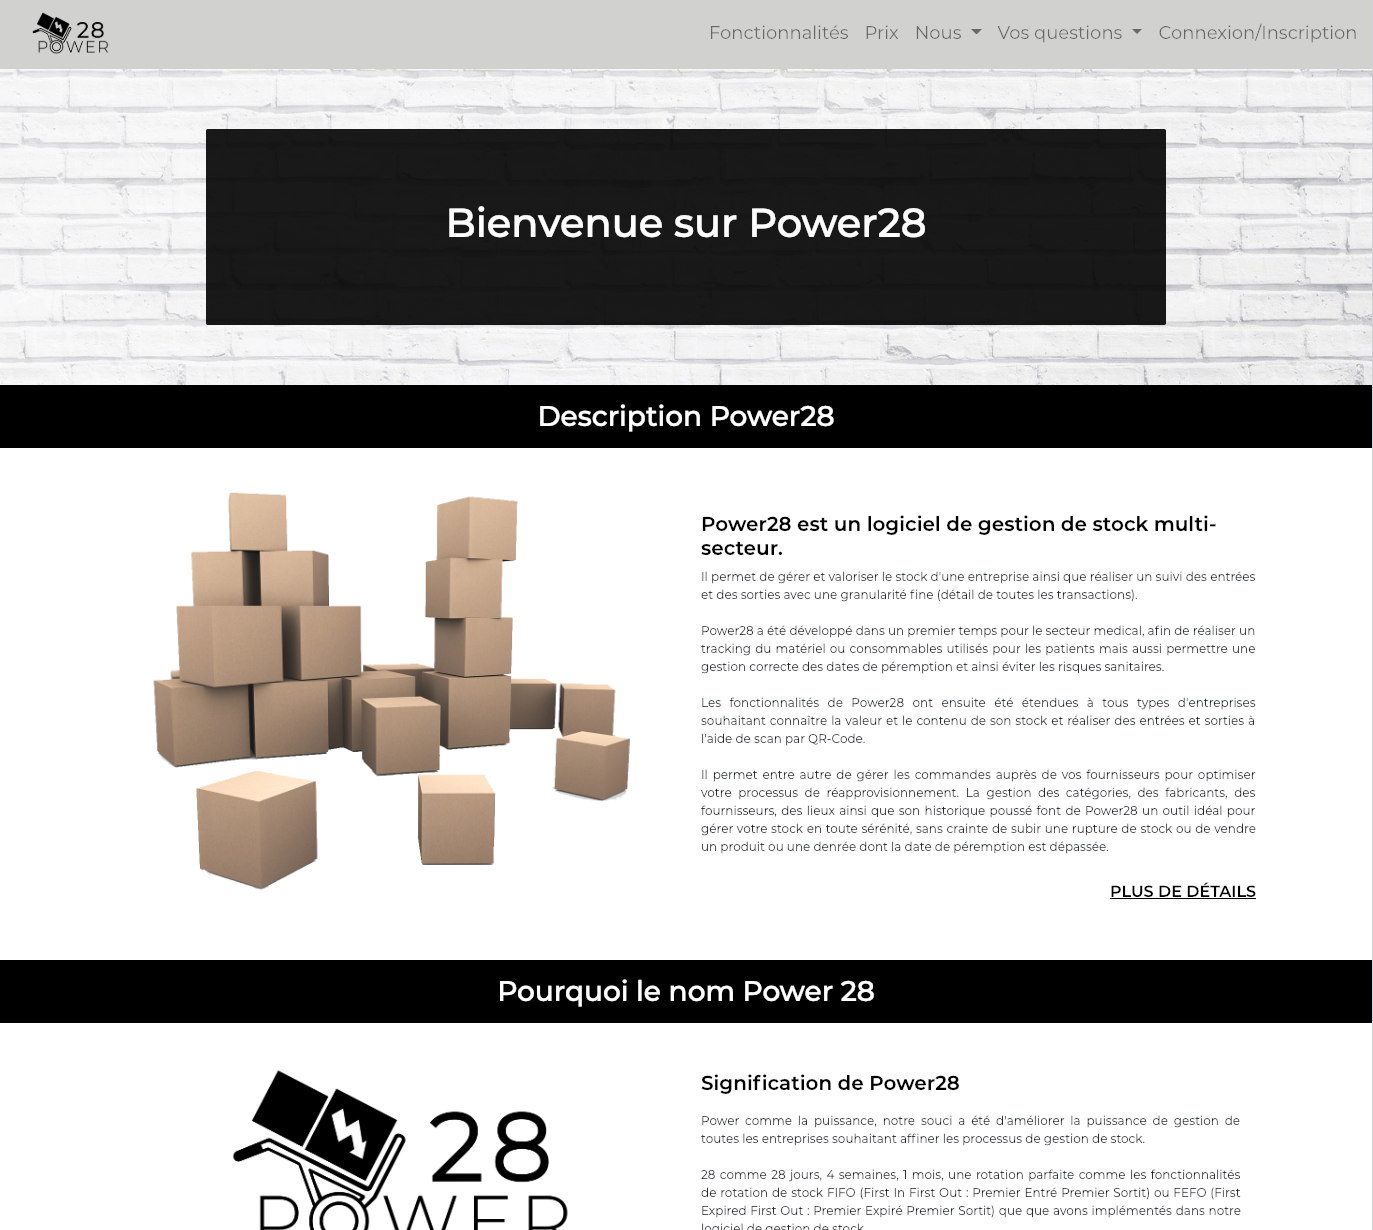 28
POWER
Fonctionnalités Prix Nous Vos questions Connexion/Inscription
Bienvenue sur Power28
Description Power28
Power28 est un logiciel de gestion de stock multi-
secteur.
Il permet de gérer et valoriser le stock d'une entreprise ainsi que réaliser un suivi des entrées
et des sorties avec une granularité fine (détail de toutes les transactions).
Power28 a été développé dans un premier temps pour le secteur medical, afin de réaliser un
tracking du matériel ou consommables utilisés pour les patients mais aussi permettre une
gestion correcte des dates de péremption et ainsi éviter les risques sanitaires.
Les fonctionnalités de Power28 ont ensuite été étendues à tous types d'entreprises
souhaitant connaître la valeur et le contenu de son stock et réaliser des entrées et sorties à
l'aide de scan par QR-Code.
Il permet entre autre de gérer les commandes auprès de vos fournisseurs pour optimiser
votre processus de réapprovisionnement. La gestion des catégories, des fabricants, des
fournisseurs, des lieux ainsi que son historique poussé font de Power28 un outil idéal pour
gérer votre stock en toute sérénité, sans crainte de subir une rupture de stock ou de vendre
un produit ou une denrée dont la date de péremption est dépassée.
PLUS DE DÉTAILS
Pourquoi le nom Power 28
28
POWER
Signification de Power28
Power comme la puissance, notre souci a été d'améliorer la puissance de gestion de
toutes les entreprises souhaitant affiner les processus de gestion de stock.
28 comme 28 jours, 4 semaines, 1 mois, une rotation parfaite comme les fonctionnalités
de rotation de stock FIFO (First In First Out : Premier Entré Premier Sortit) ou FEFO (First
Expired First Out : Premier Expiré Premier Sortit) que que avons implémentés dans notre
logiciel de gestion de stock.